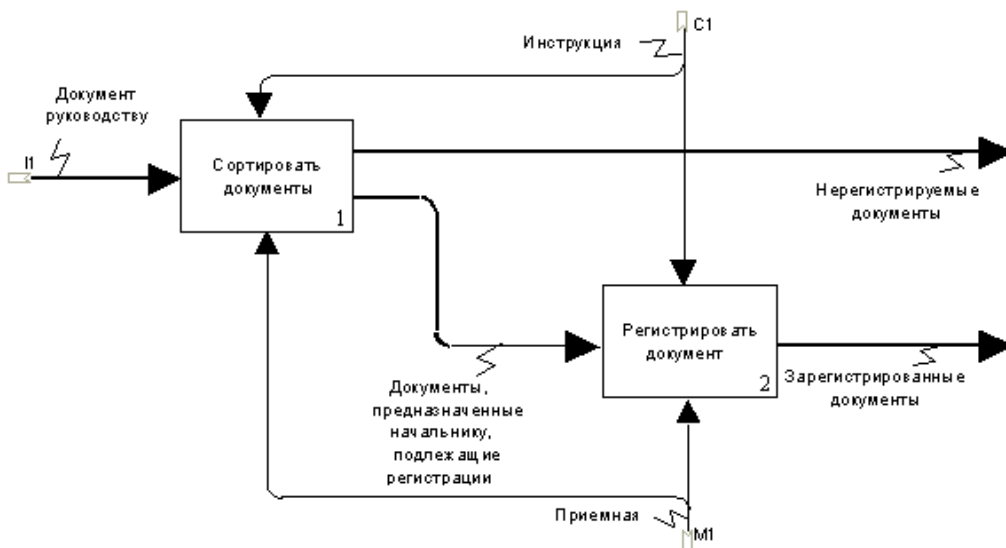 C1
Инструкция
Документ
руководству
I1
Сортировать
документы
1
Нерегистрируемые
документы
Регистрировать
документ
2
Зарегистрированные
документы
Документы,
предназначенные
начальнику,
подлежащие
регистрации
Приемная
M1